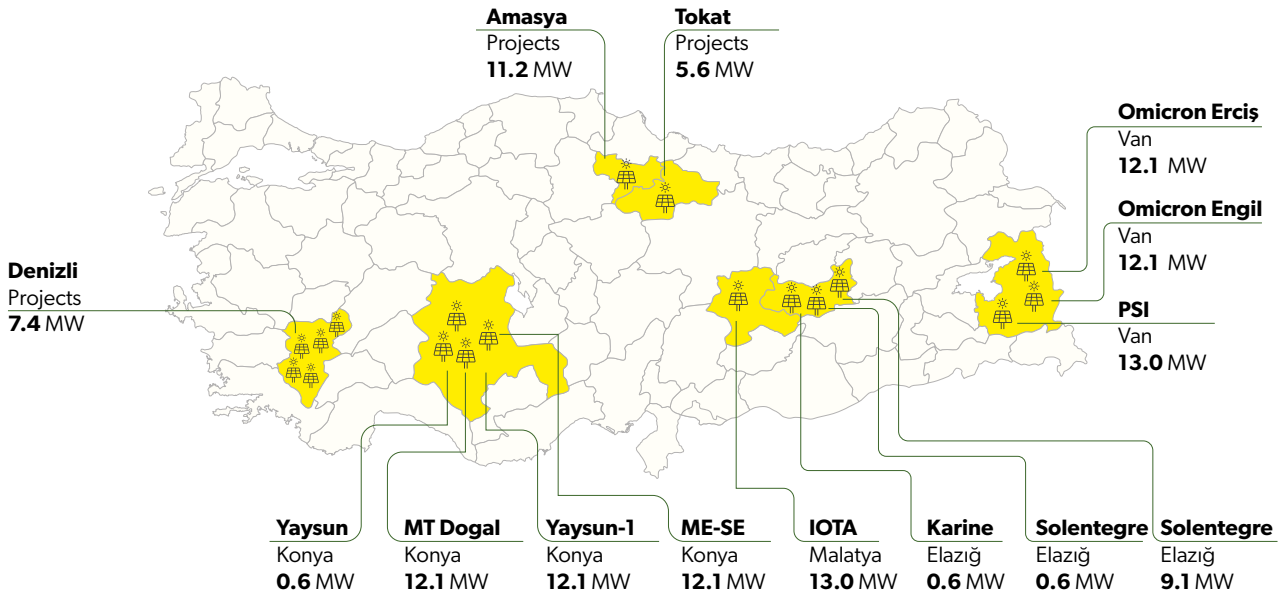 Amasya
Projects
11.2 MW
Tokat
Projects
5.6 MW
Omicron Erciş
Van
12.1 MW
Omicron Engil
Van
12.1 MW
PSI
Van
13.0 MW
Denizli
Projects
7.4 MW
Yaysun
Konya
0.6 MW
MT Dogal
Konya
12.1 MW
Yaysun-1
Konya
12.1 MW
ME-SE
Konya
12.1 MW
IOTA
Malatya
13.0 MW
Karine
Elazığ
0.6 MW
Solentegre
Elazığ
0.6 MW
Solentegre
Elazığ
9.1 MW